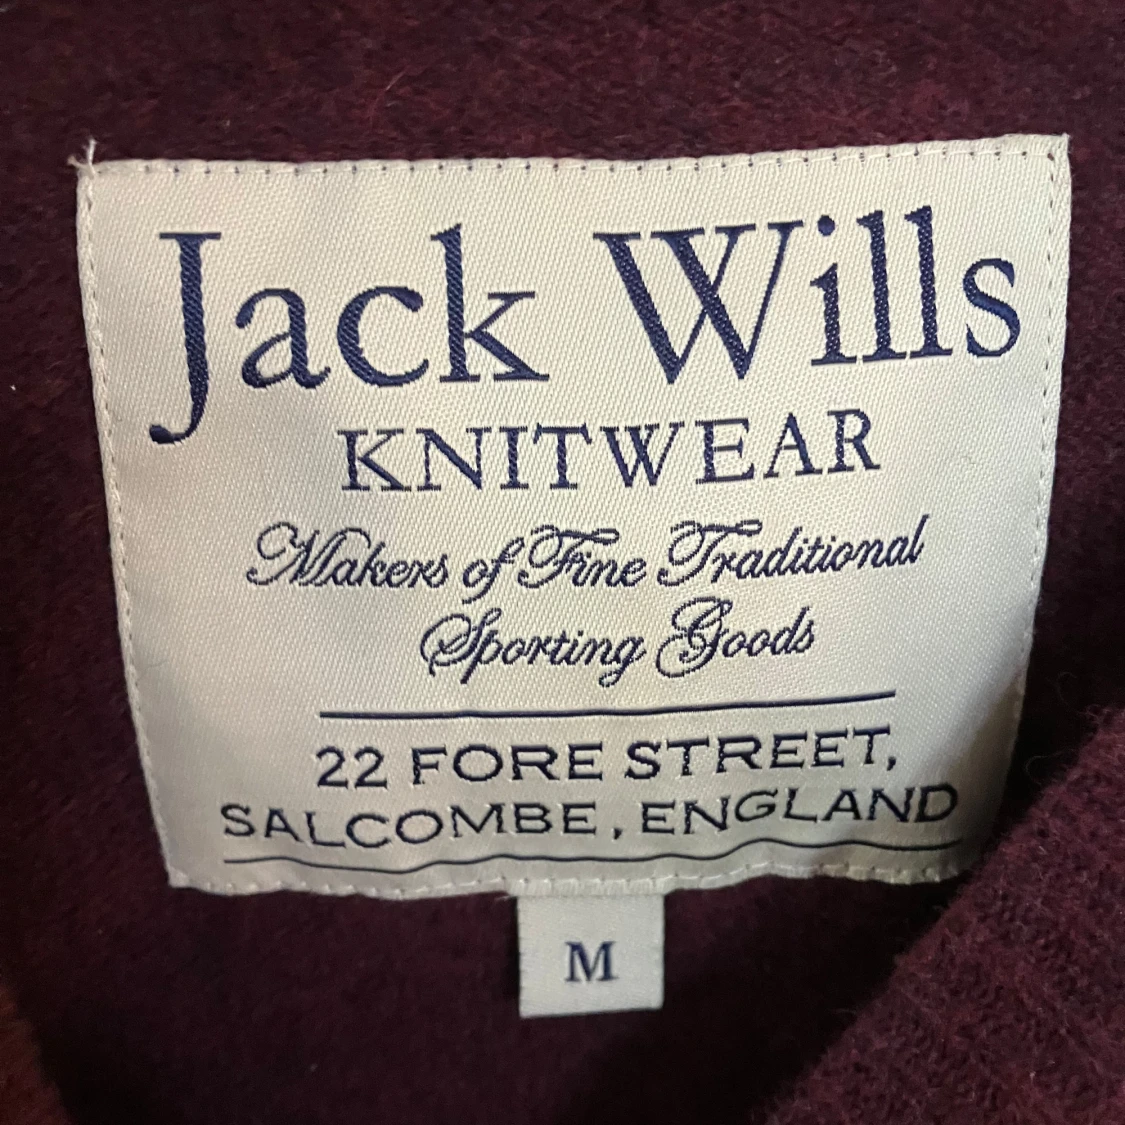 Jack Wills
KNITWEAR
Makers of Fine Traditional
Sporting Goods
22 FORE STREET,
SALCOMBE, ENGLAND
M